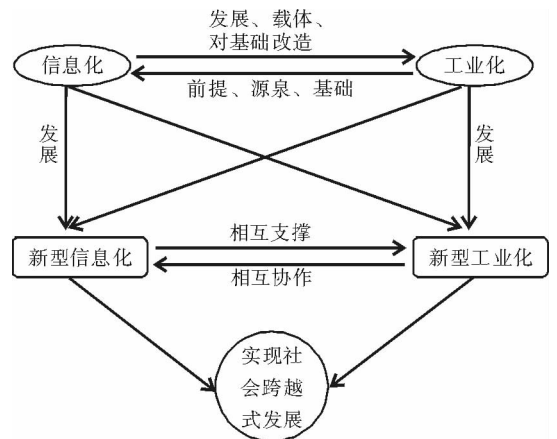 发展、载体、
对基础改造
信息化
工业化
前提、源泉、基础
发展
发展
相互支撑
新型信息化
新型工业化
相互协作
实现社
会跨越
式发展